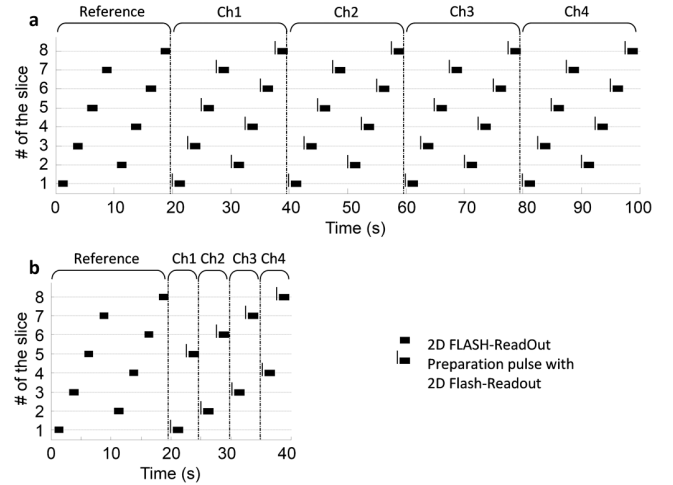 a
Reference Ch1 Ch2 Ch3 Ch4
8
7
6
5
4
3
2
1
# of the slice
0 10 20 30 40 50 60 70 80 90 100
Time (s)
b
Reference Ch1 Ch2 Ch3 Ch4
8
7
6
5
4
3
2
1
# of the slice
0 10 20 30 40
Time (s)
2D FLASH-ReadOut
Preparation pulse with
2D Flash-Readout